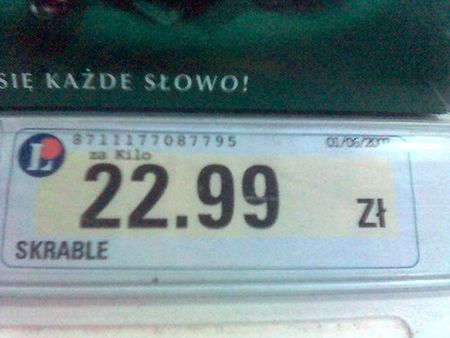 SIĘ KAŻDE SŁOWO!
8711177087795
za Kilo
22.99 Zł
SKRABLE